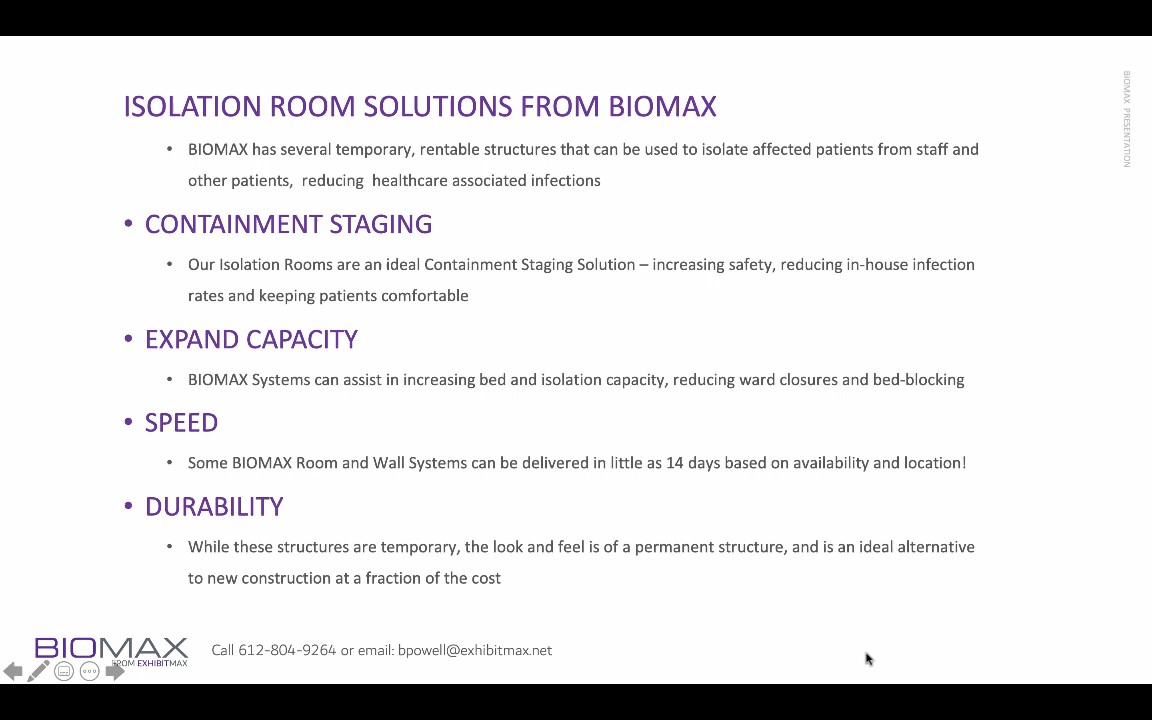 BIOMAX PRESENTATION
ISOLATION ROOM SOLUTIONS FROM BIOMAX
• BIOMAX has several temporary, rentable structures that can be used to isolate affected patients from staff and
other patients, reducing healthcare associated infections
• CONTAINMENT STAGING
• Our Isolation Rooms are an ideal Containment Staging Solution – increasing safety, reducing in-house infection
rates and keeping patients comfortable
• EXPAND CAPACITY
• BIOMAX Systems can assist in increasing bed and isolation capacity, reducing ward closures and bed-blocking
• SPEED
• Some BIOMAX Room and Wall Systems can be delivered in little as 14 days based on availability and location!
• DURABILITY
• While these structures are temporary, the look and feel is of a permanent structure, and is an ideal alternative
to new construction at a fraction of the cost
BIOMAX
FROM EXHIBITMAX
Call 612-804-9264 or email: bpowell@exhibitmax.net